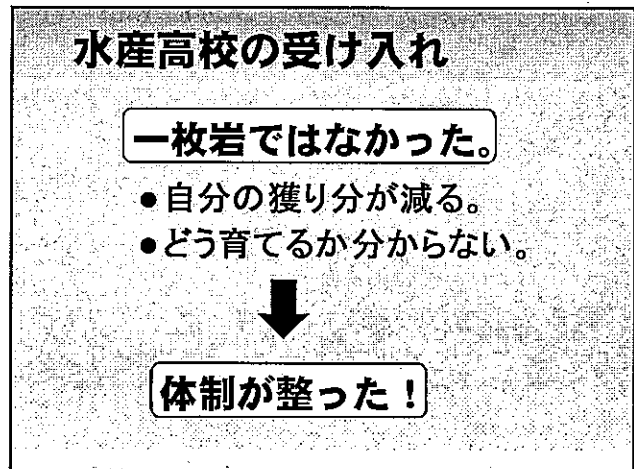 水産高校の受け入れ
一枚岩ではなかった。
●自分の獲り分が減る。
●どう育てるか分からない。
体制が整った！